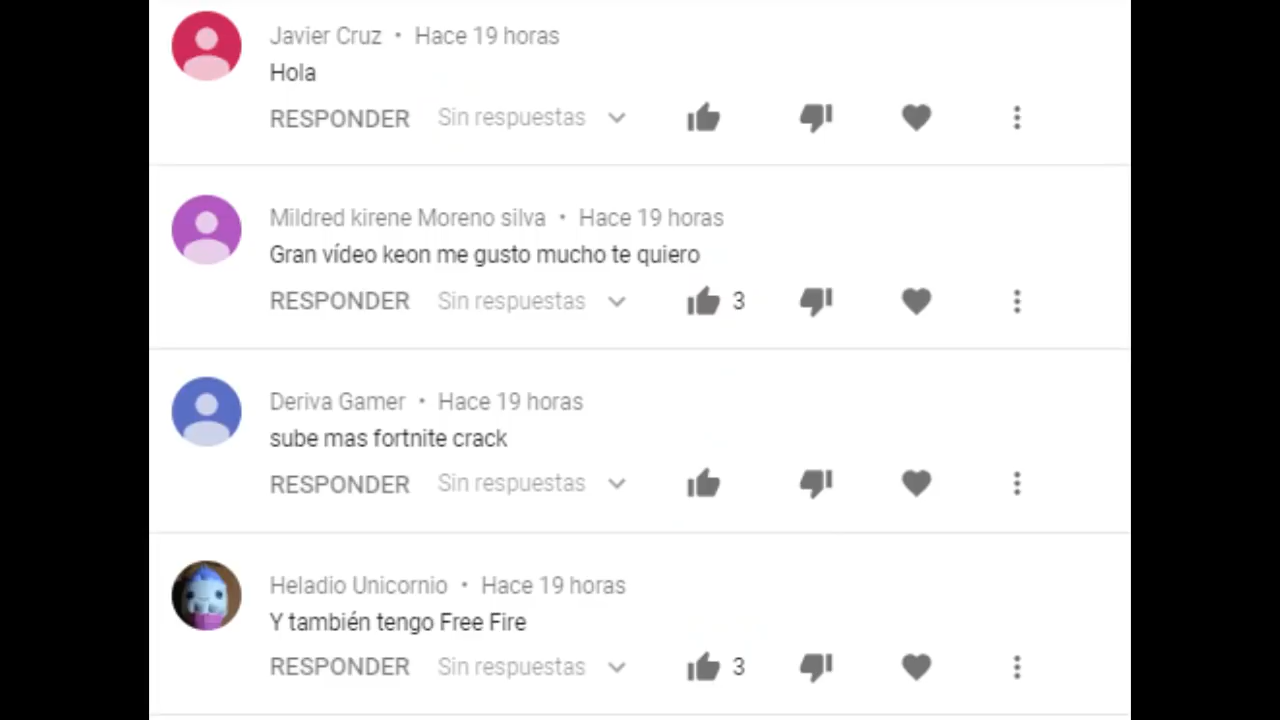 Javier Cruz • Hace 19 horas
Hola
RESPONDER Sin respuestas
Mildred kirene Moreno silva • Hace 19 horas
Gran vídeo keon me gusto mucho te quiero
RESPONDER Sin respuestas 3
Deriva Gamer • Hace 19 horas
sube mas fortnite crack
RESPONDER Sin respuestas
Heladio Unicornio • Hace 19 horas
Y también tengo Free Fire
RESPONDER Sin respuestas 3